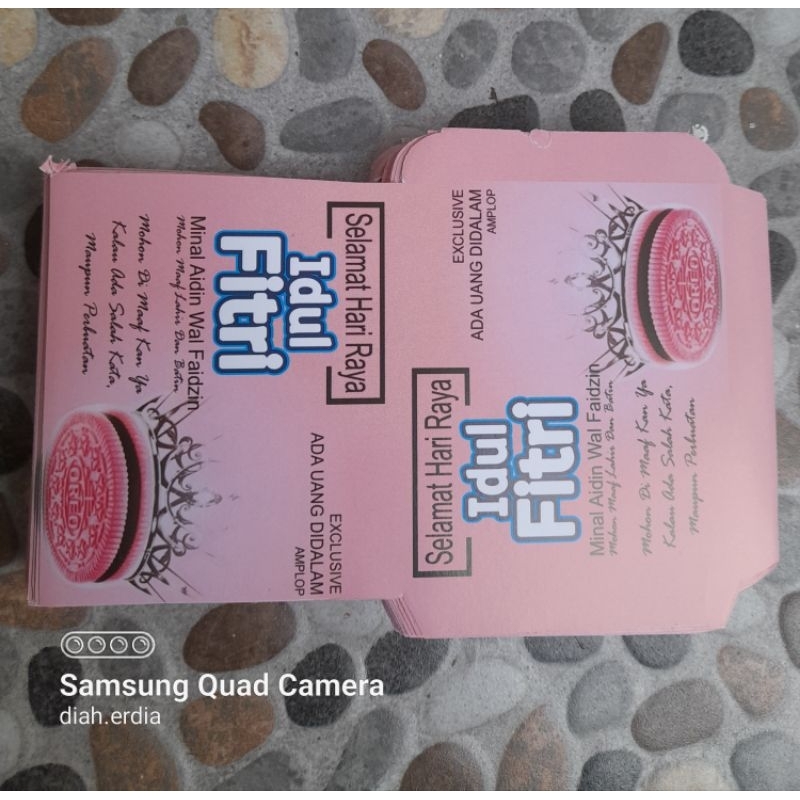 Selamat Hari Raya
Idul
Fitri
Minal Aidin Wal Faidzin
Mohon Maaf Lahir Dan Batin
Mohon Di Maaf Kan Ya
Kalau Ada Salah Kata,
Maupun Perbuatan
OREO
EXCLUSIVE
ADA UANG DIDALAM
AMPLOP
EXCLUSIVE
AMPLOP
ADA UANG DIDALAM
OREO
Selamat Hari Raya
Idul
Fitri
Minal Aidin Wal Faidzin
Mohon Maaf Lahir Dan Batin
Mohon Di Maaf Kan Ya
Kalau Ada Salah Kata,
Maupun Perbuatan
Samsung Quad Camera
diah.erdia